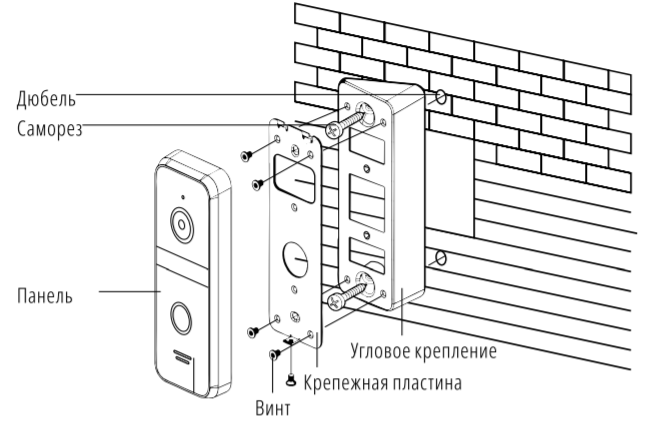 Дюбель
Саморез
Панель
Угловое крепление
Крепежная пластина
Винт